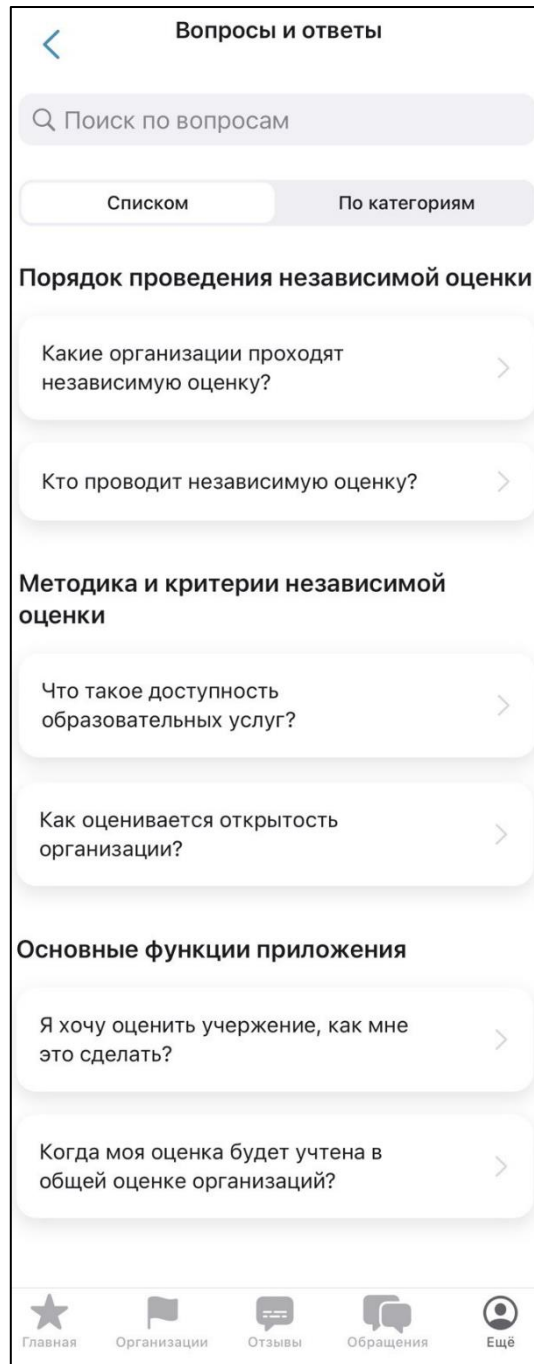 Вопросы и ответы
Поиск по вопросам
Списком
По категориям
Порядок проведения независимой оценки
Какие организации проходят
независимую оценку?
Кто проводит независимую оценку?
Методика и критерии независимой
оценки
Что такое доступность
образовательных услуг?
Как оценивается открытость
организации?
Основные функции приложения
Я хочу оценить учержение, как мне
это сделать?
Когда моя оценка будет учтена в
общей оценке организаций?
Главная
Организации
Отзывы
Обращения
Ещё